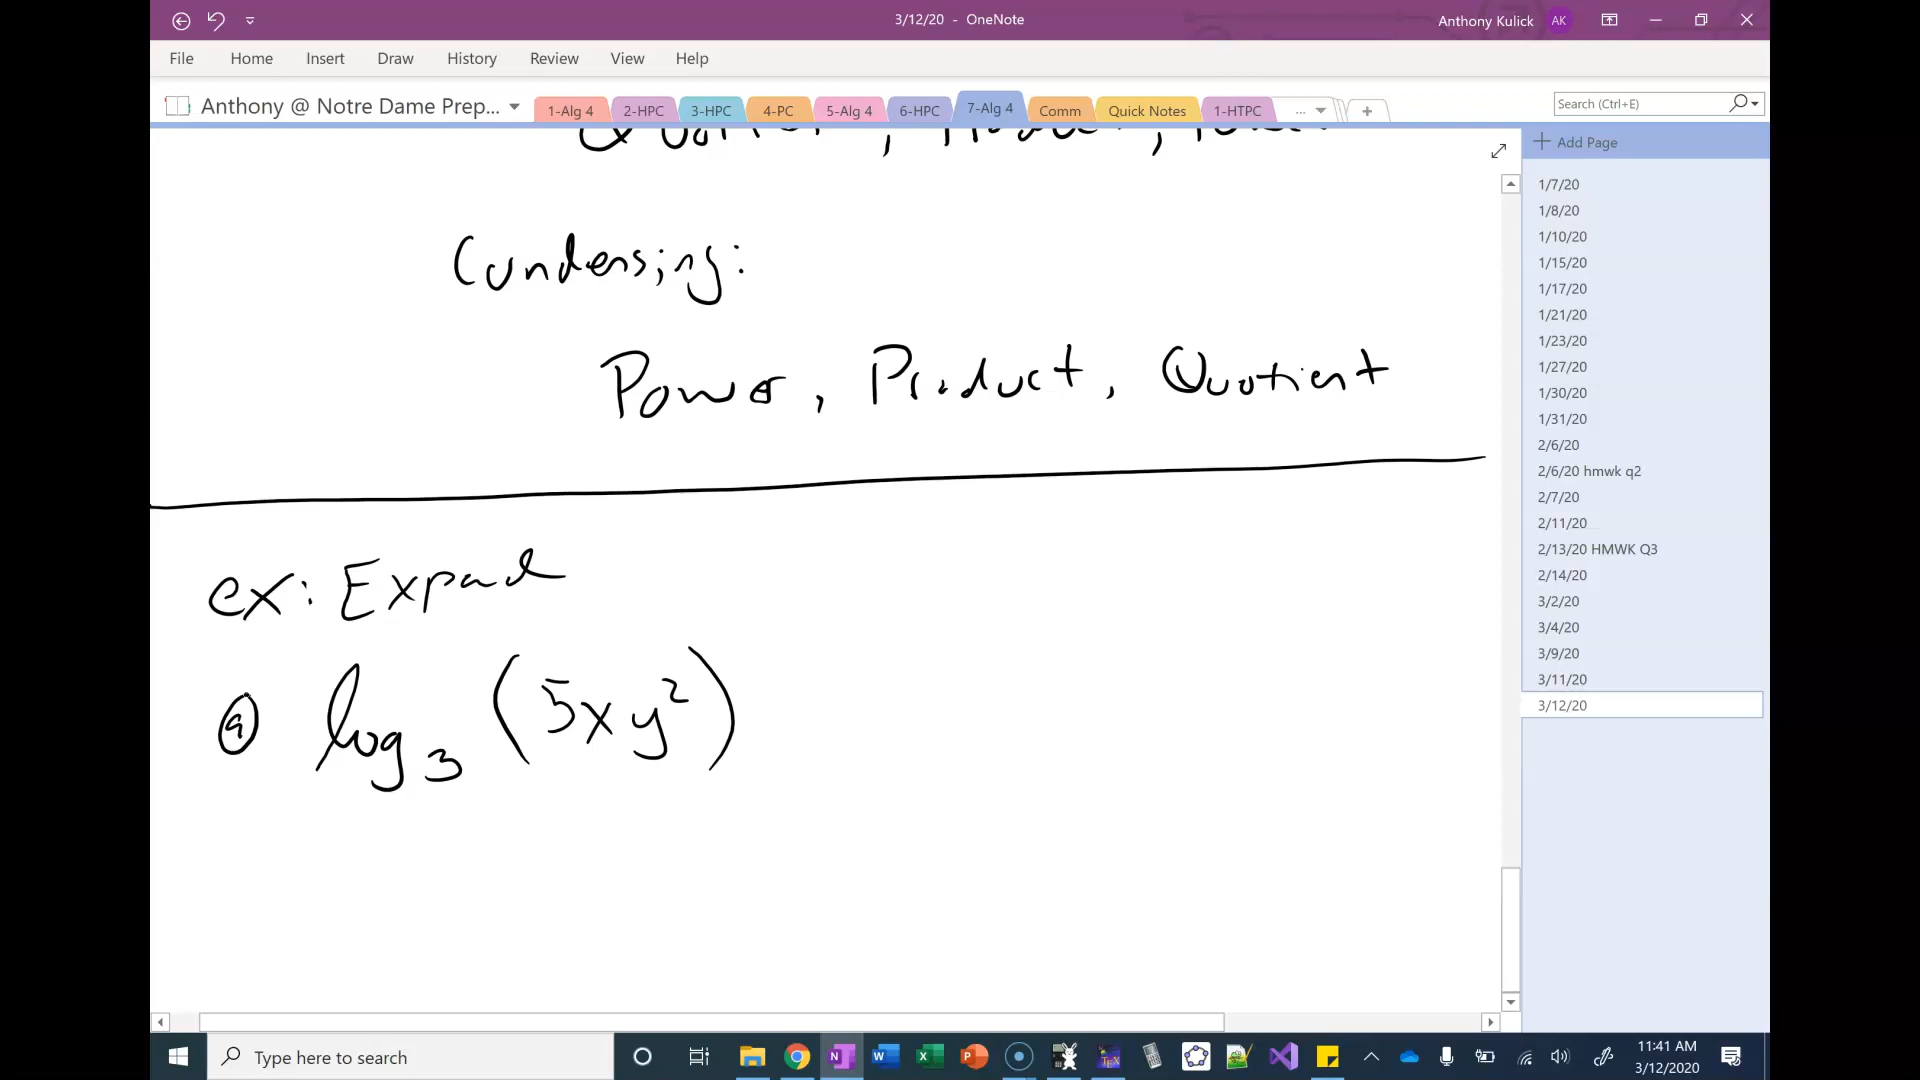 3/12/20 - OneNote
Anthony Kulick AK
File Home Insert Draw History Review View Help
Anthony @ Notre Dame Prep... 1-Alg 4 2-HPC 3-HPC 4-PC 5-Alg 4 6-HPC 7-Alg 4 Comm Quick Notes 1-HTPC ... +
Search (Ctrl+E)
Add Page
1/7/20
1/8/20
1/10/20
1/15/20
1/17/20
1/21/20
1/23/20
1/27/20
1/30/20
1/31/20
2/6/20
2/6/20 hmwk q2
2/7/20
2/11/20
2/13/20 HMWK Q3
2/14/20
3/2/20
3/4/20
3/9/20
3/11/20
3/12/20
Condensing:
Power, Product, Quotient
ex: Expand
ⓐ log₃ (5xy²)
Type here to search
11:41 AM
3/12/2020